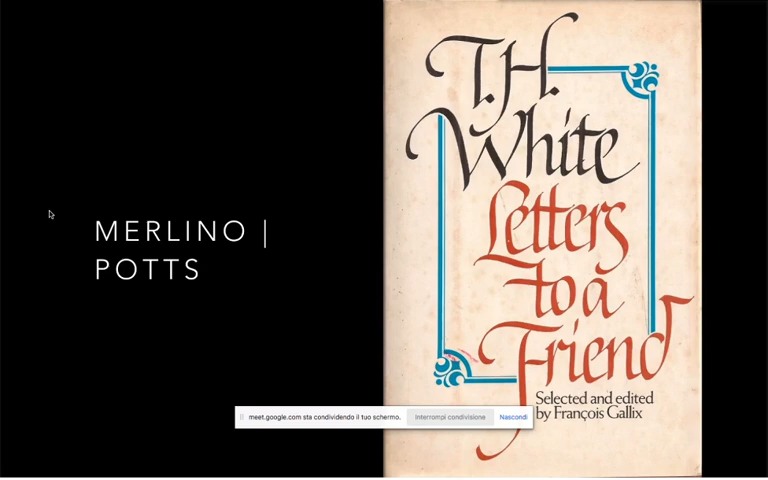 MERLINO |
POTTS
T.H.
White
Letters
to a
Friend
Selected and edited
by François Gallix
meet.google.com sta condividendo il tuo schermo. Interrompi condivisione Nascondi